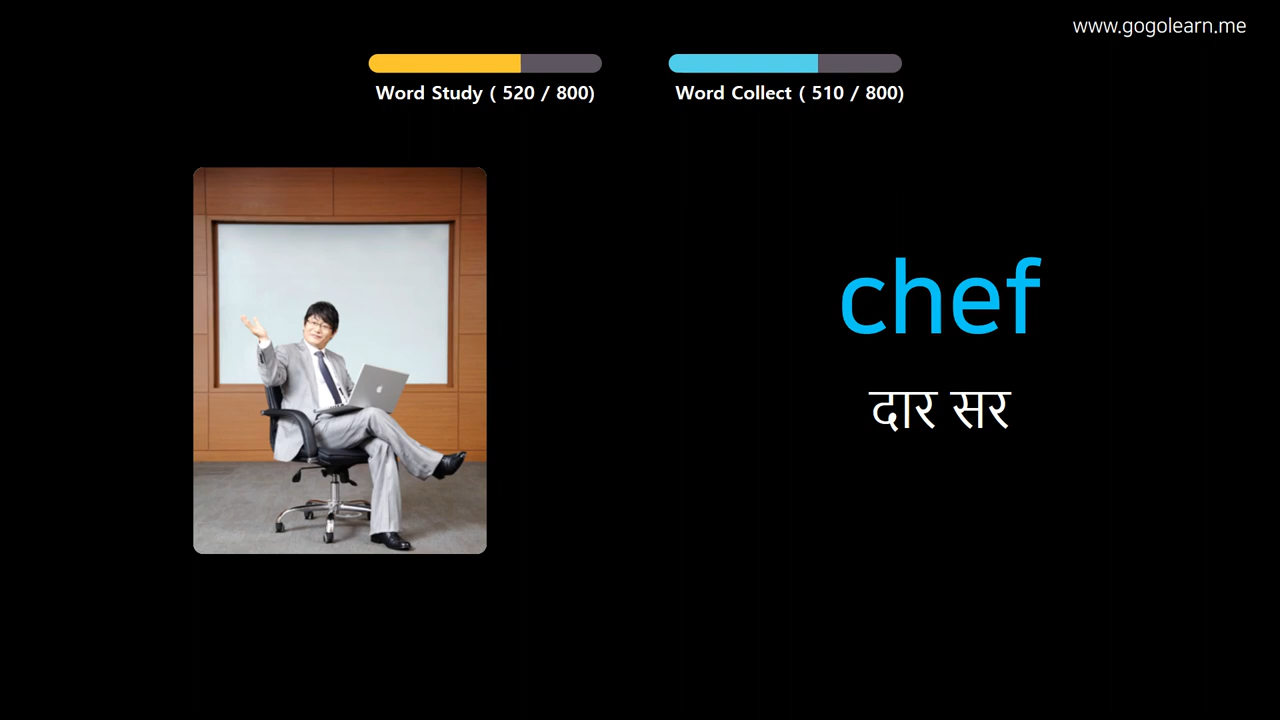 www.gogolearn.me
Word Study ( 520 / 800)
Word Collect ( 510 / 800)
chef
दार सर